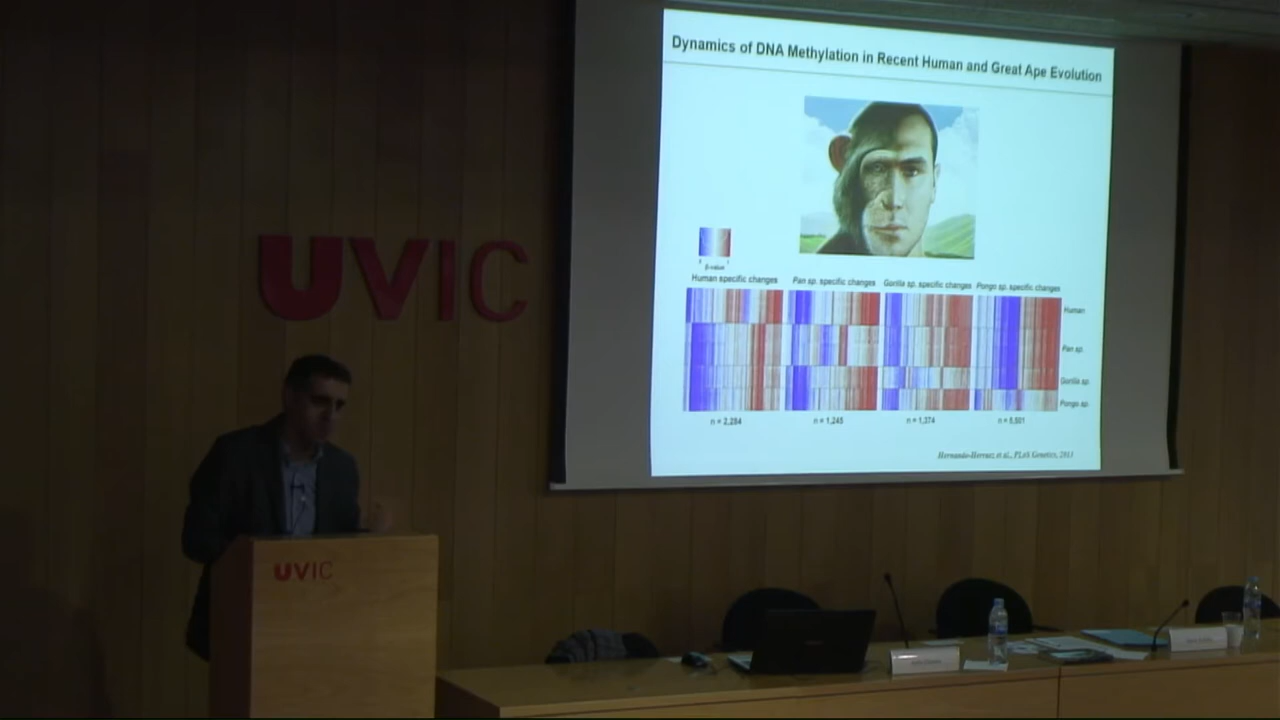 Dynamics of DNA Methylation in Recent Human and Great Ape Evolution
β-value
Human specific changes
Pan sp. specific changes
Gorilla sp. specific changes
Pongo sp. specific changes
Human
Pan sp.
Gorilla sp.
Pongo sp.
n = 2,284
n = 1,245
n = 1,374
n = 5,501
Hernando-Herraez et al., PLoS Genetics, 2013
UVIC
UVIC